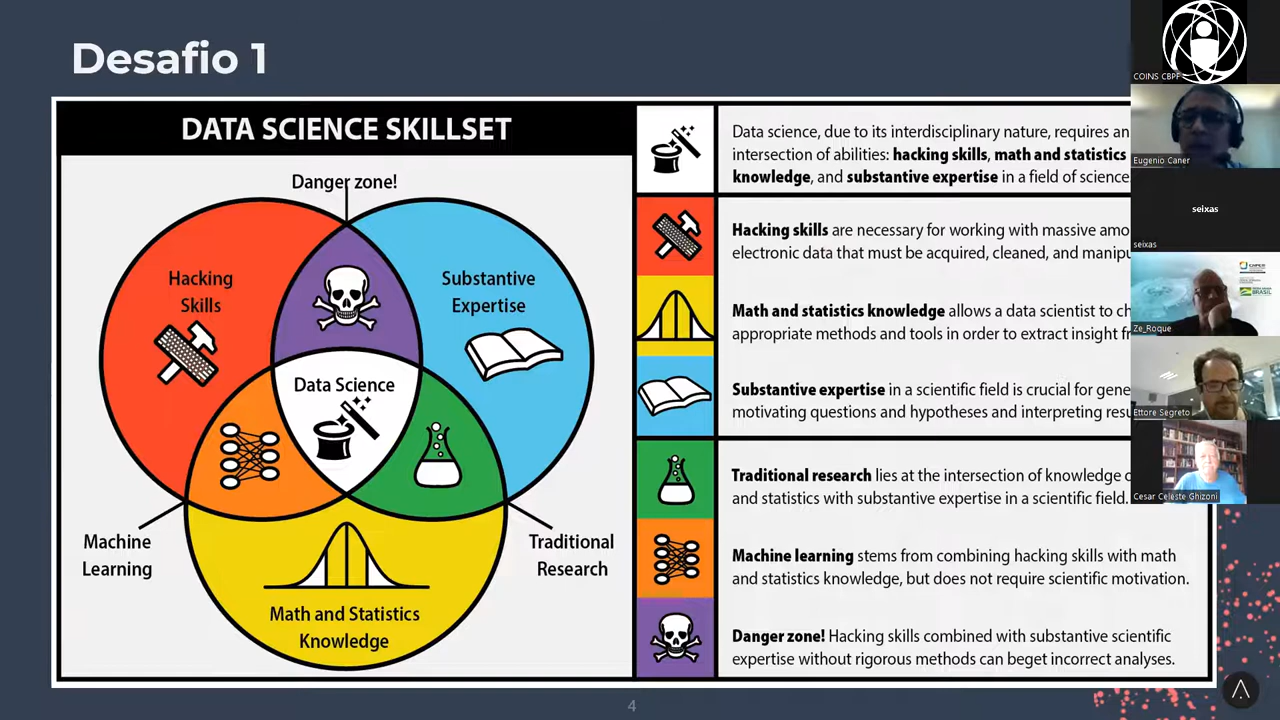 Desafio 1
DATA SCIENCE SKILLSET
Danger zone!
Hacking
Skills
Substantive
Expertise
Data Science
Machine
Learning
Traditional
Research
Math and Statistics
Knowledge
Data science, due to its interdisciplinary nature, requires an
intersection of abilities: hacking skills, math and statistics
knowledge, and substantive expertise in a field of science
Hacking skills are necessary for working with massive
electronic data that must be acquired, cleaned, and
Math and statistics knowledge allows a data scientist to
appropriate methods and tools in order to extract insight
Substantive expertise in a scientific field is crucial for
motivating questions and hypotheses and interpreting
Traditional research lies at the intersection of knowledge
and statistics with substantive expertise in a scientific field.
Machine learning stems from combining hacking skills with math
and statistics knowledge, but does not require scientific motivation.
Danger zone! Hacking skills combined with substantive scientific
expertise without rigorous methods can beget incorrect analyses.
COINS CBPF
Eugenio Caner
seixas
seixas
BRASIL
Ze_Roque
Ettore Segreto
Cesar Celeste Ghizoni
4